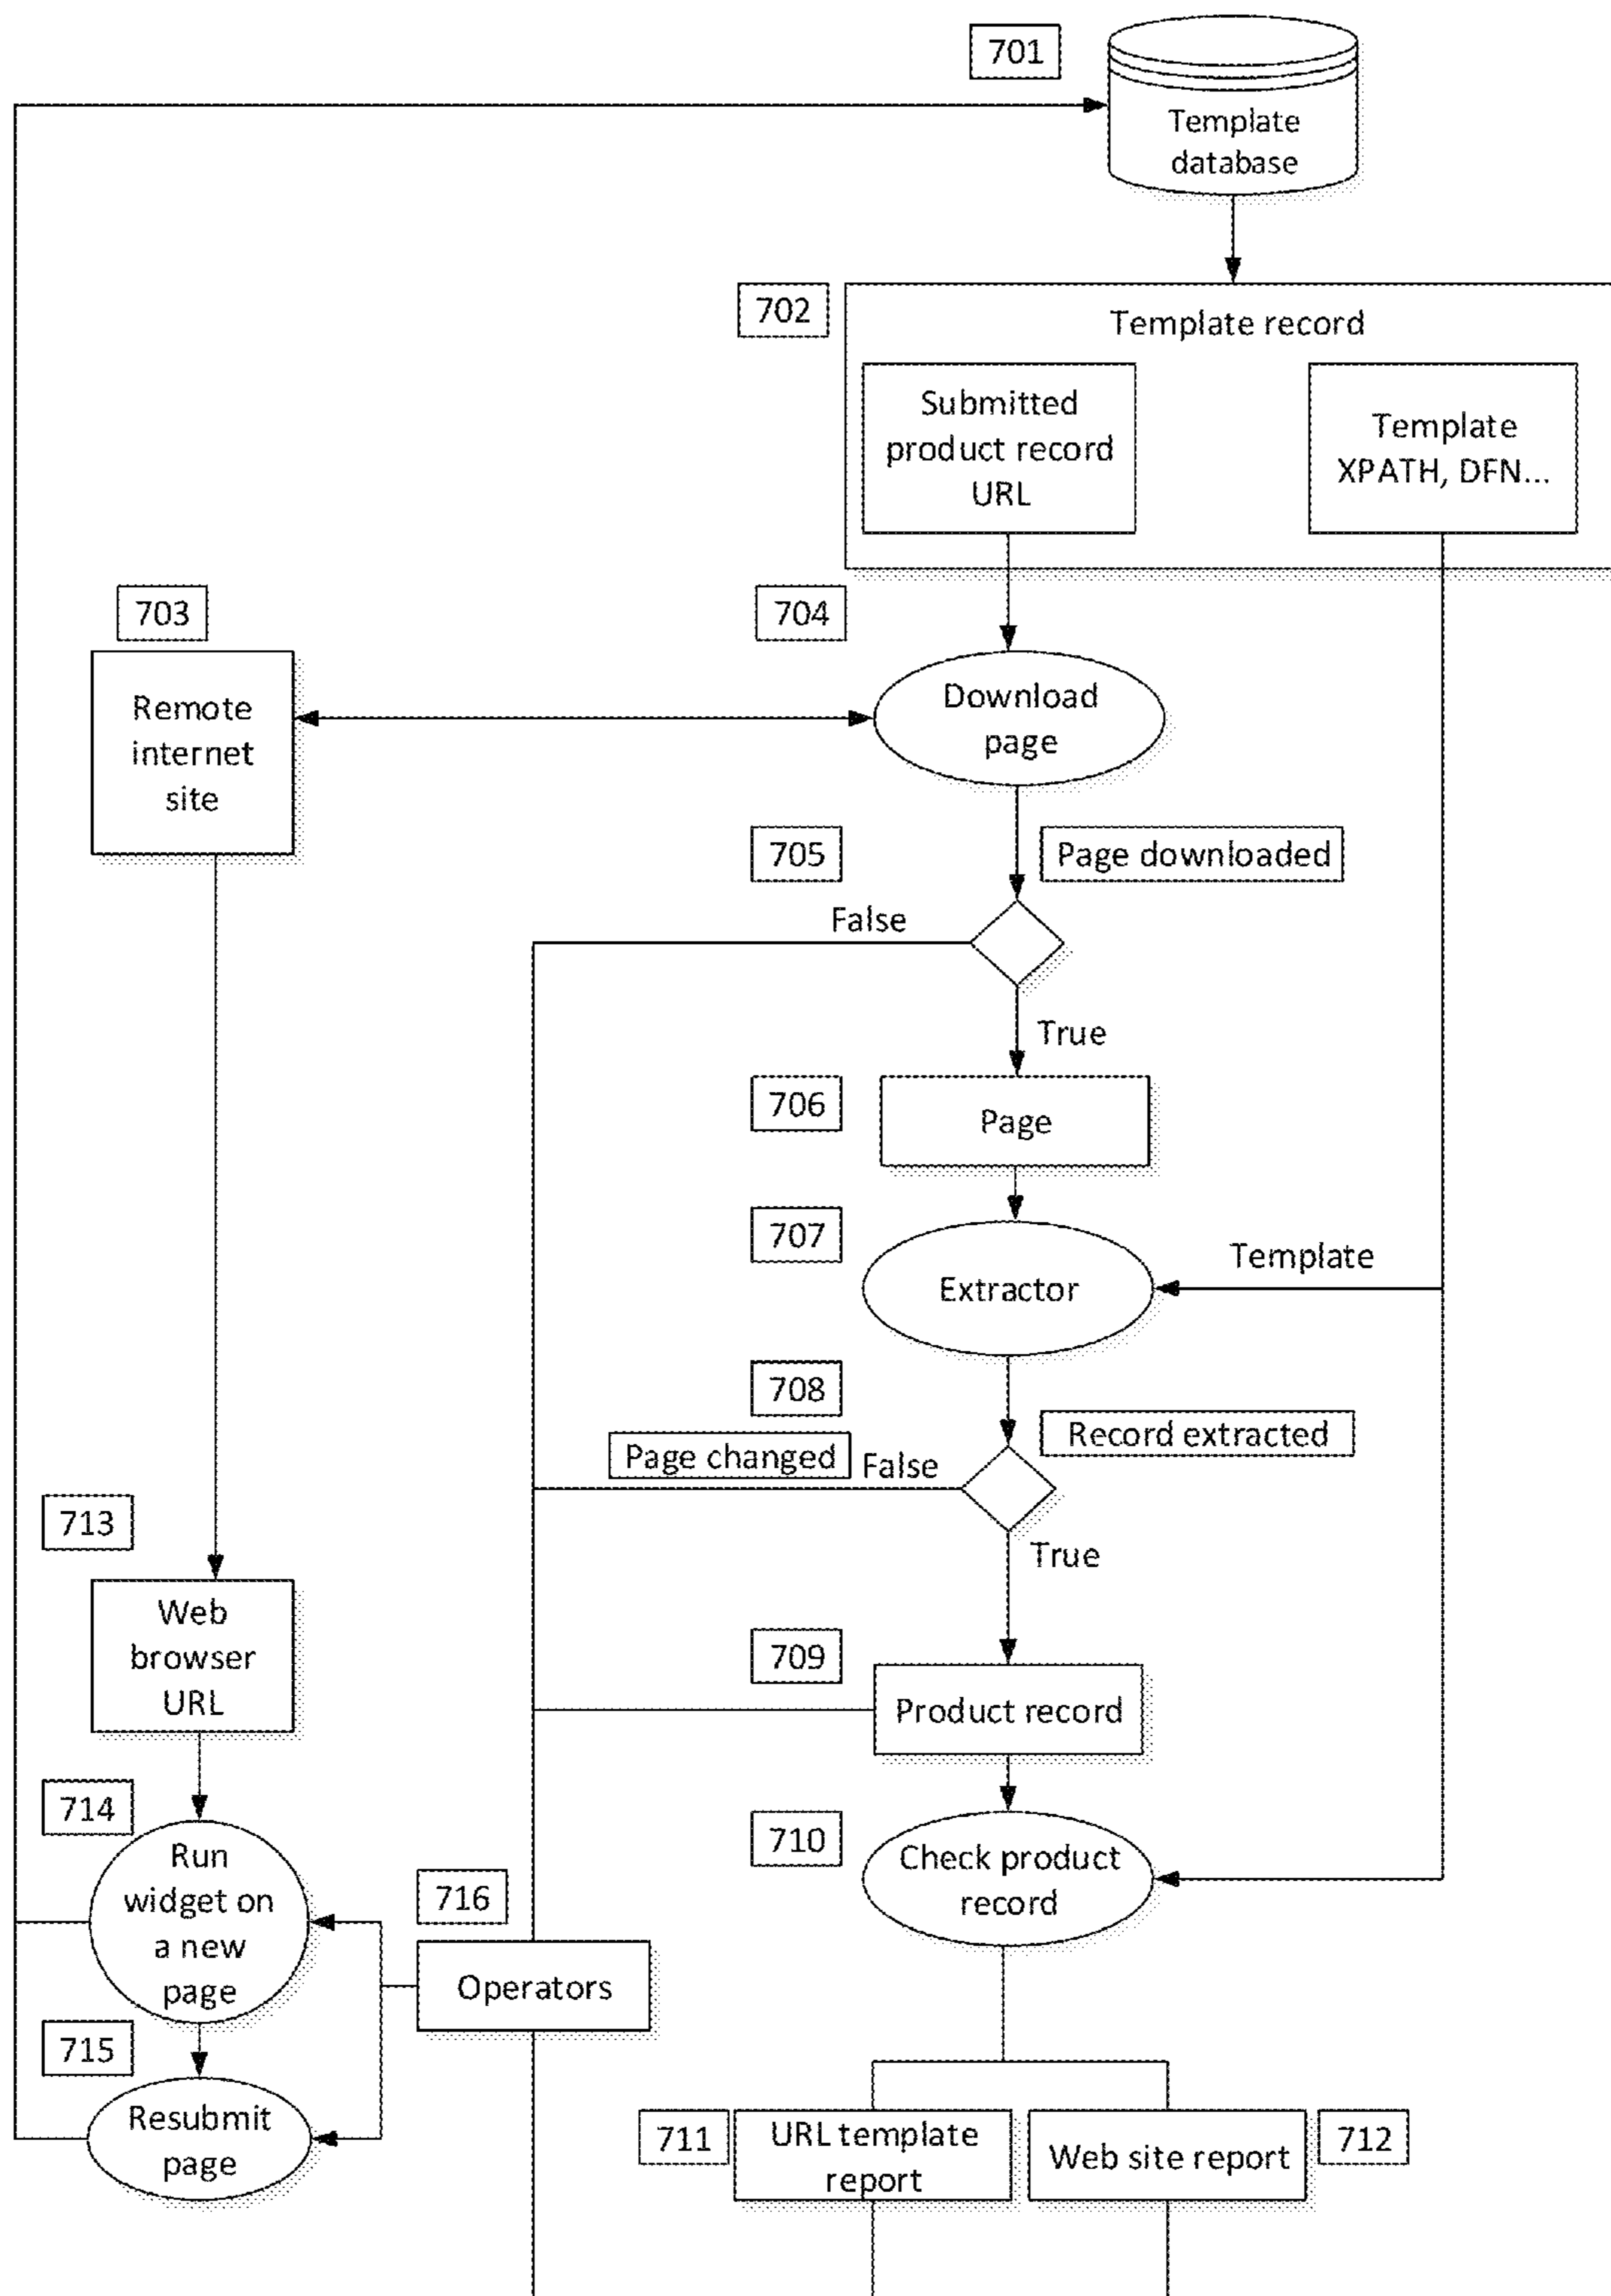 701
Template
database
702
Template record
Submitted
product record
URL
Template
XPATH, DFN...
703
704
Remote
internet
site
Download
page
705
Page downloaded
False
True
706
Page
707
Template
Extractor
708
Record extracted
Page changed
False
True
713
Web
browser
URL
709
Product record
714
Run
widget on
a new
page
710
Check product
record
716
Operators
715
Resubmit
page
711
URL template
report
Web site report
712